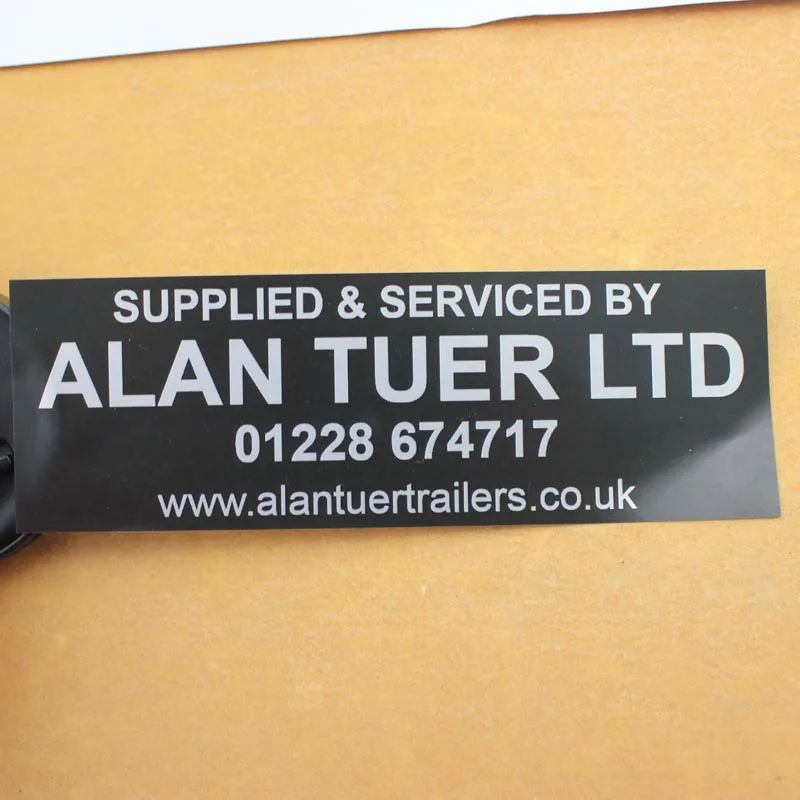 SUPPLIED & SERVICED BY
ALAN TUER LTD
01228 674717
www.alantuertrailers.co.uk